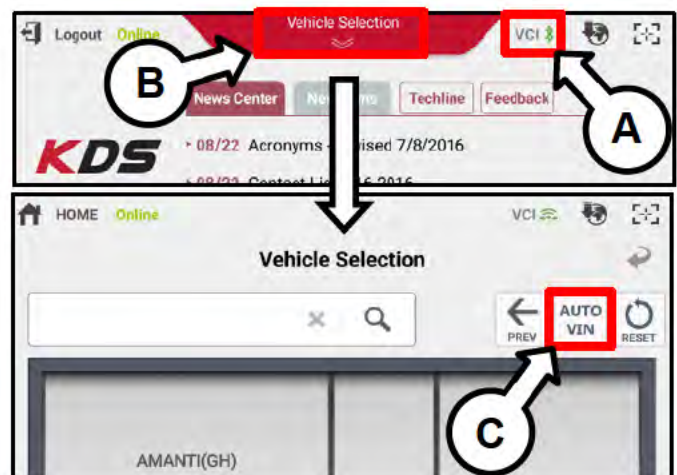 Logout Online Vehicle Selection VCI
B
A
News Center Techline Feedback
KDS
08/22 Acronyms 7/8/2016
HOME Online VCI
Vehicle Selection
PREV AUTO VIN RESET
C
AMANTI(GH)